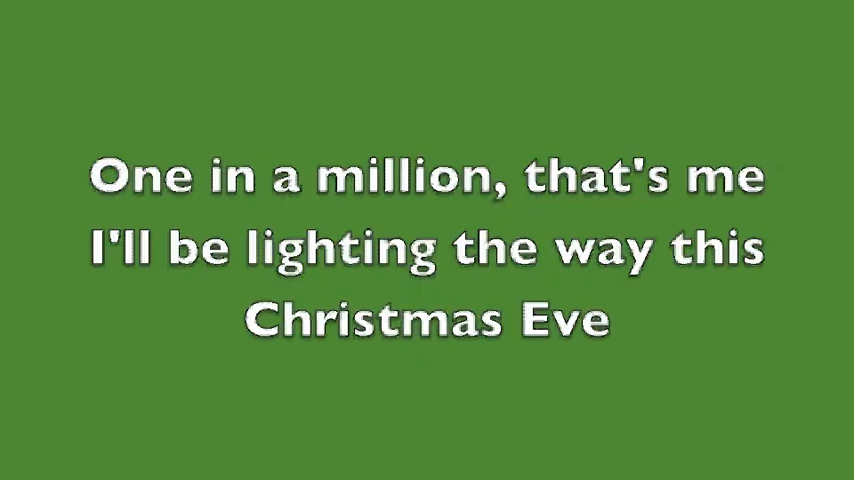 One in a million, that's me
I'll be lighting the way this
Christmas Eve